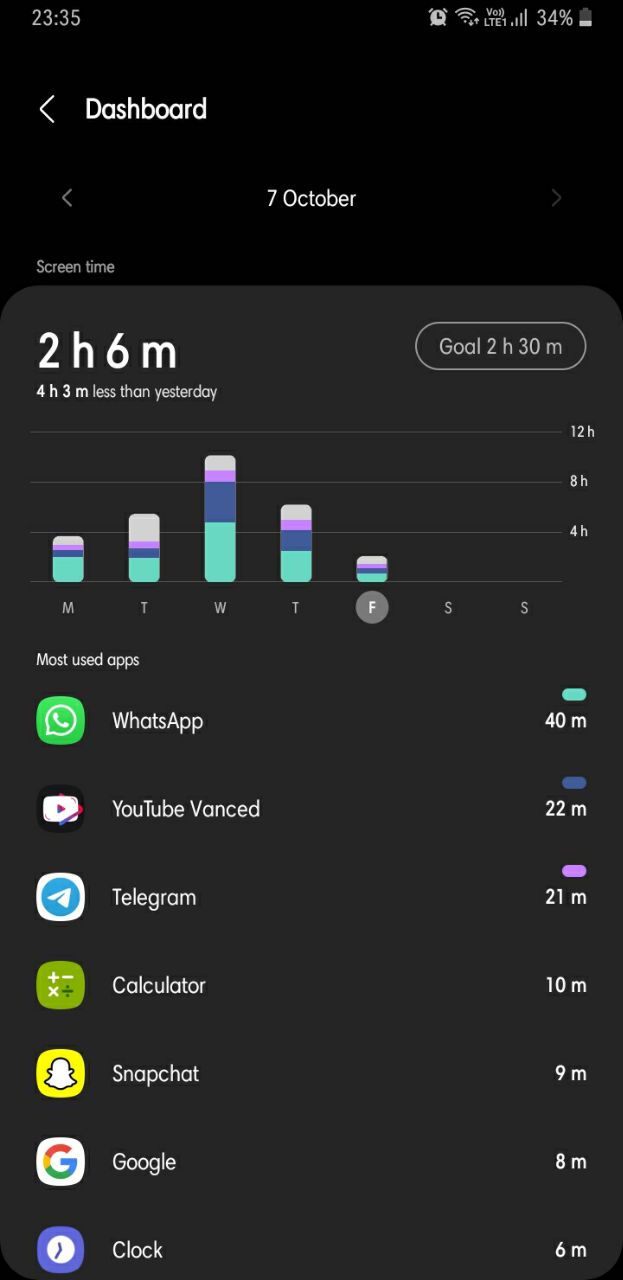 23:35
Vo)) LTE1 34%
Dashboard
7 October
Screen time
2 h 6 m
Goal 2 h 30 m
4 h 3 m less than yesterday
12 h
8 h
4 h
M T W T F S S
Most used apps
WhatsApp 40 m
YouTube Vanced 22 m
Telegram 21 m
Calculator 10 m
Snapchat 9 m
Google 8 m
Clock 6 m